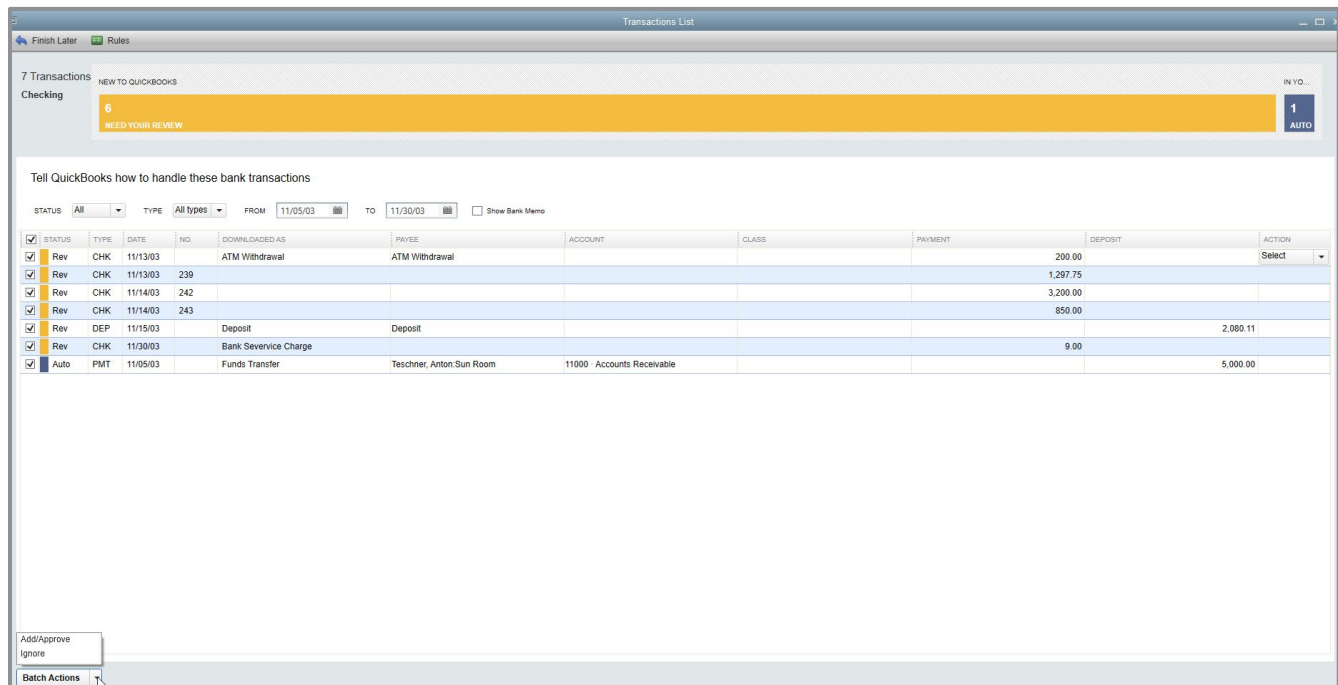 Transactions List
Finish Later Rules
7 Transactions
Checking
NEW TO QUICKBOOKS
IN YO...
6
NEED YOUR REVIEW
1
AUTO
Tell QuickBooks how to handle these bank transactions
STATUS All TYPE All types FROM 11/05/03 TO 11/30/03 Show Bank Memo
STATUS TYPE DATE NO. DOWNLOADED AS PAYEE ACCOUNT CLASS PAYMENT DEPOSIT ACTION
Rev CHK 11/13/03 ATM Withdrawal ATM Withdrawal 200.00 Select
Rev CHK 11/13/03 239 1,297.75
Rev CHK 11/14/03 242 3,200.00
Rev CHK 11/14/03 243 850.00
Rev DEP 11/15/03 Deposit Deposit 2,080.11
Rev CHK 11/30/03 Bank Severvice Charge 9.00
Auto PMT 11/05/03 Funds Transfer Teschner, Anton:Sun Room 11000 · Accounts Receivable 5,000.00
Add/Approve
Ignore
Batch Actions